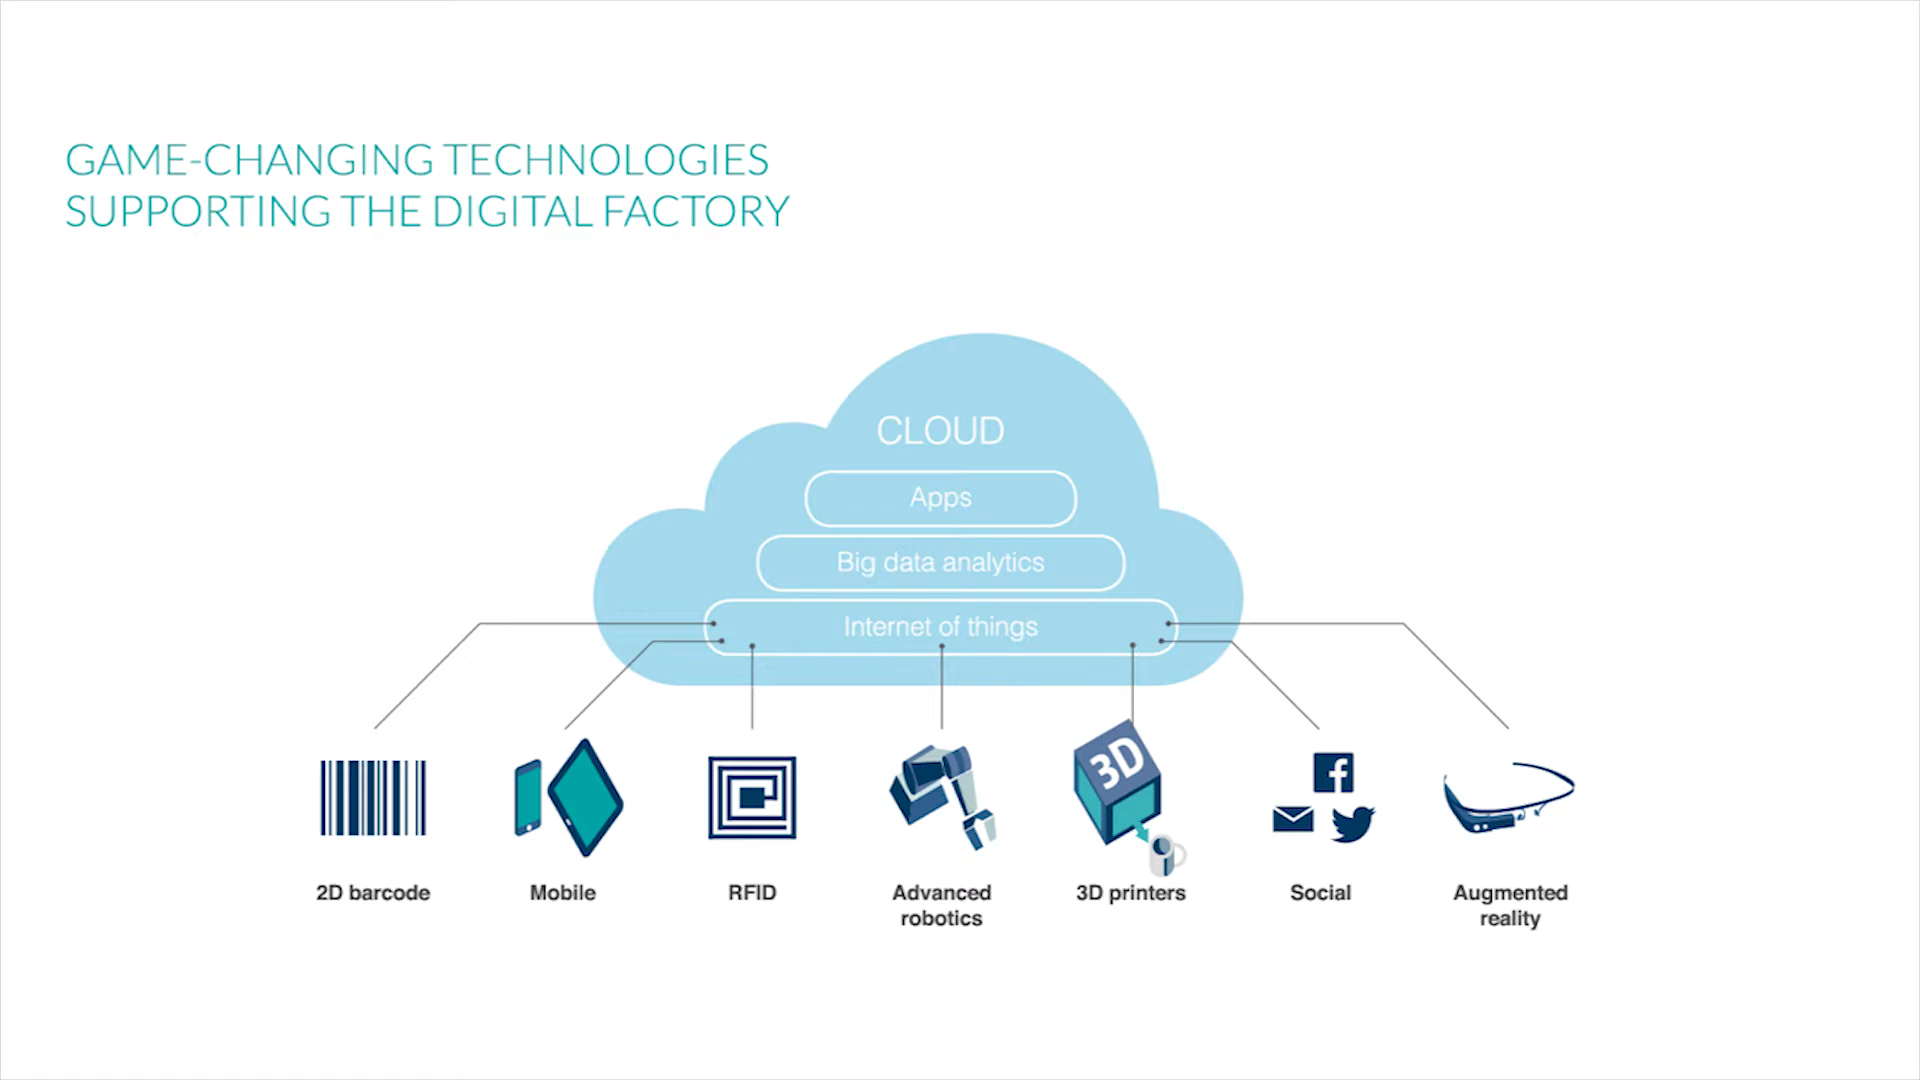 GAME-CHANGING TECHNOLOGIES
SUPPORTING THE DIGITAL FACTORY
CLOUD
Apps
Big data analytics
Internet of things
3D
2D barcode
Mobile
RFID
Advanced
robotics
3D printers
Social
Augmented
reality